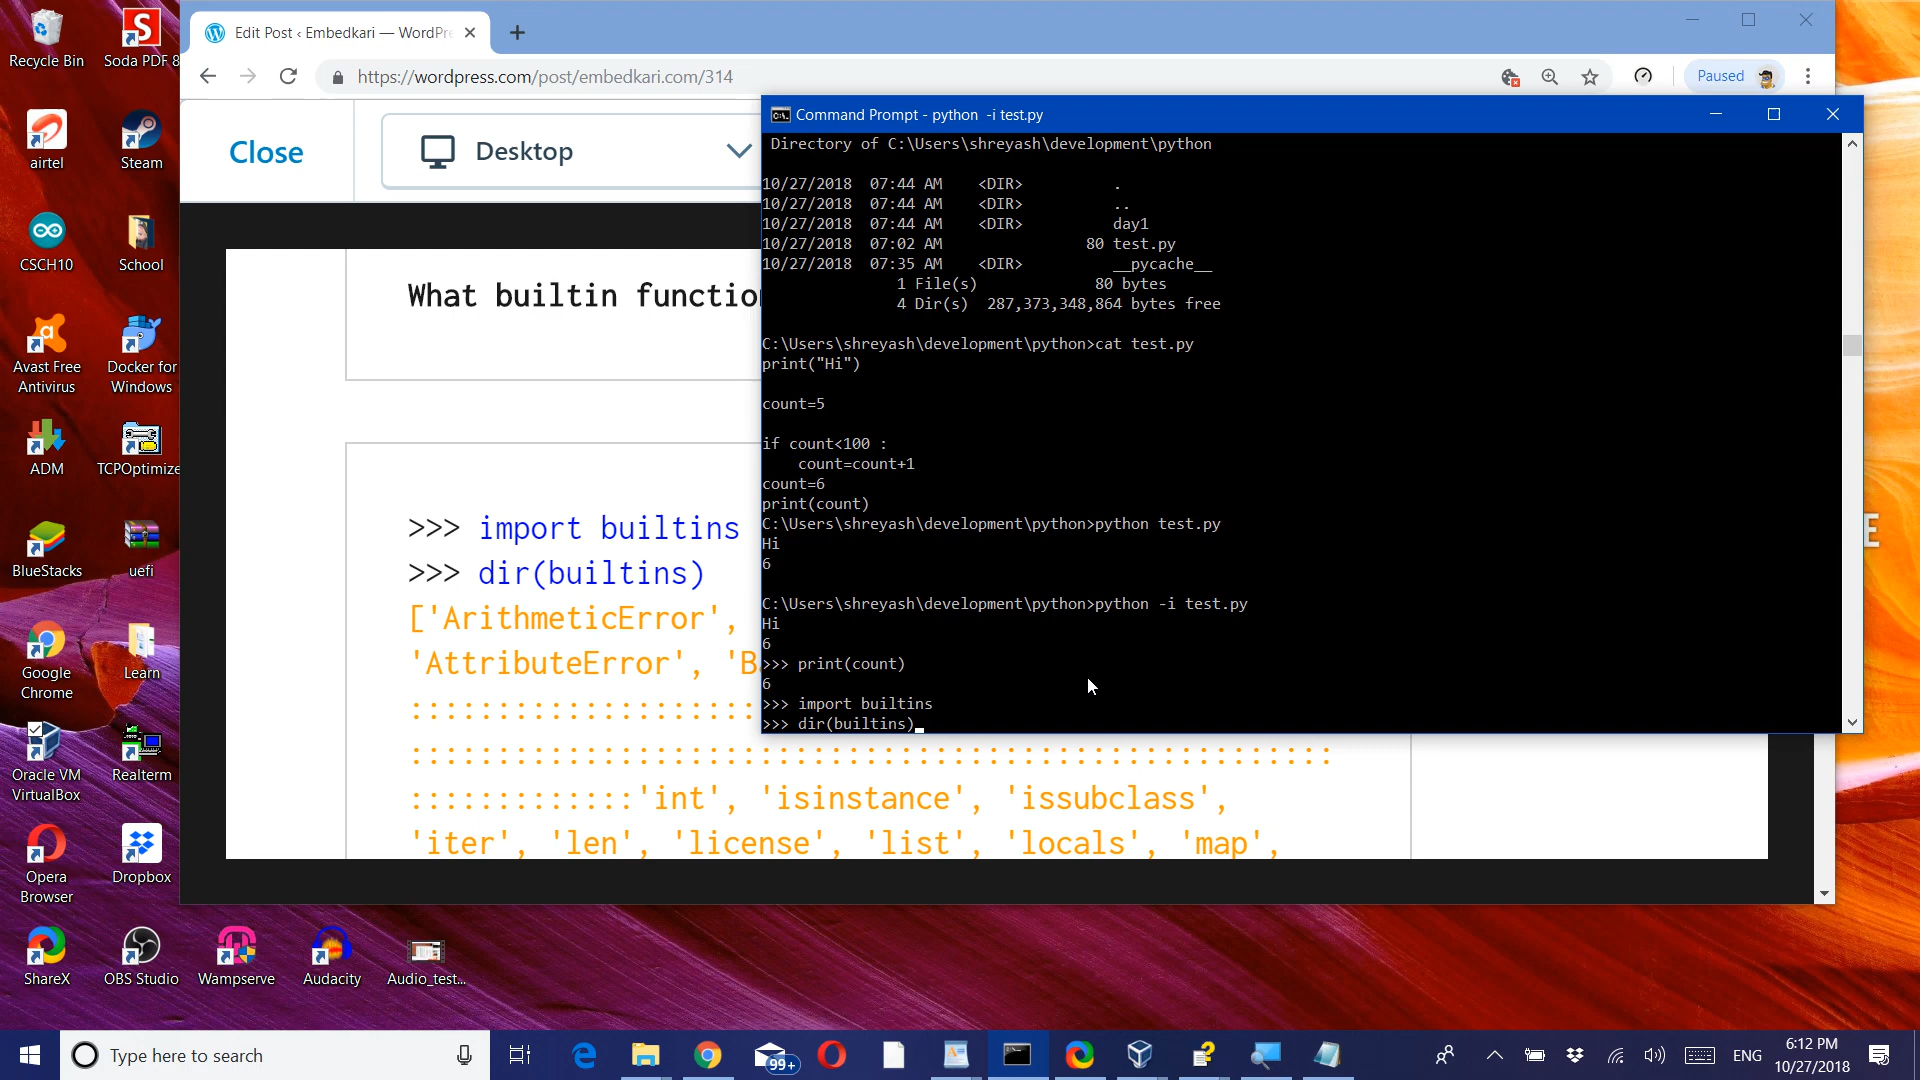 Recycle Bin
Soda PDF 8
airtel
Steam
CSCH10
School
Avast Free
Antivirus
Docker for
Windows
ADM
TCPOptimize
BlueStacks
uefi
Google
Chrome
Learn
Oracle VM
VirtualBox
Realterm
Opera
Browser
Dropbox
ShareX
OBS Studio
Wampserve
Audacity
Audio_test...
Edit Post ‹ Embedkari — WordPre
https://wordpress.com/post/embedkari.com/314
Paused
Close
Desktop
What builtin function
>>> import builtins
>>> dir(builtins)
['ArithmeticError',
'AttributeError', 'Ba
:::::::::::::'int', 'isinstance', 'issubclass',
'iter', 'len', 'license', 'list', 'locals', 'map',
Command Prompt - python  -i test.py
Directory of C:\Users\shreyash\development\python
10/27/2018  07:44 AM    <DIR>          .
10/27/2018  07:44 AM    <DIR>          ..
10/27/2018  07:44 AM    <DIR>          day1
10/27/2018  07:02 AM                80 test.py
10/27/2018  07:35 AM    <DIR>          __pycache__
1 File(s)             80 bytes
4 Dir(s)  287,373,348,864 bytes free
C:\Users\shreyash\development\python>cat test.py
print("Hi")
count=5
if count<100 :
    count=count+1
count=6
print(count)
C:\Users\shreyash\development\python>python test.py
Hi
6
C:\Users\shreyash\development\python>python -i test.py
Hi
6
>>> print(count)
6
>>> import builtins
>>> dir(builtins)
E
Type here to search
99+
ENG
6:12 PM
10/27/2018